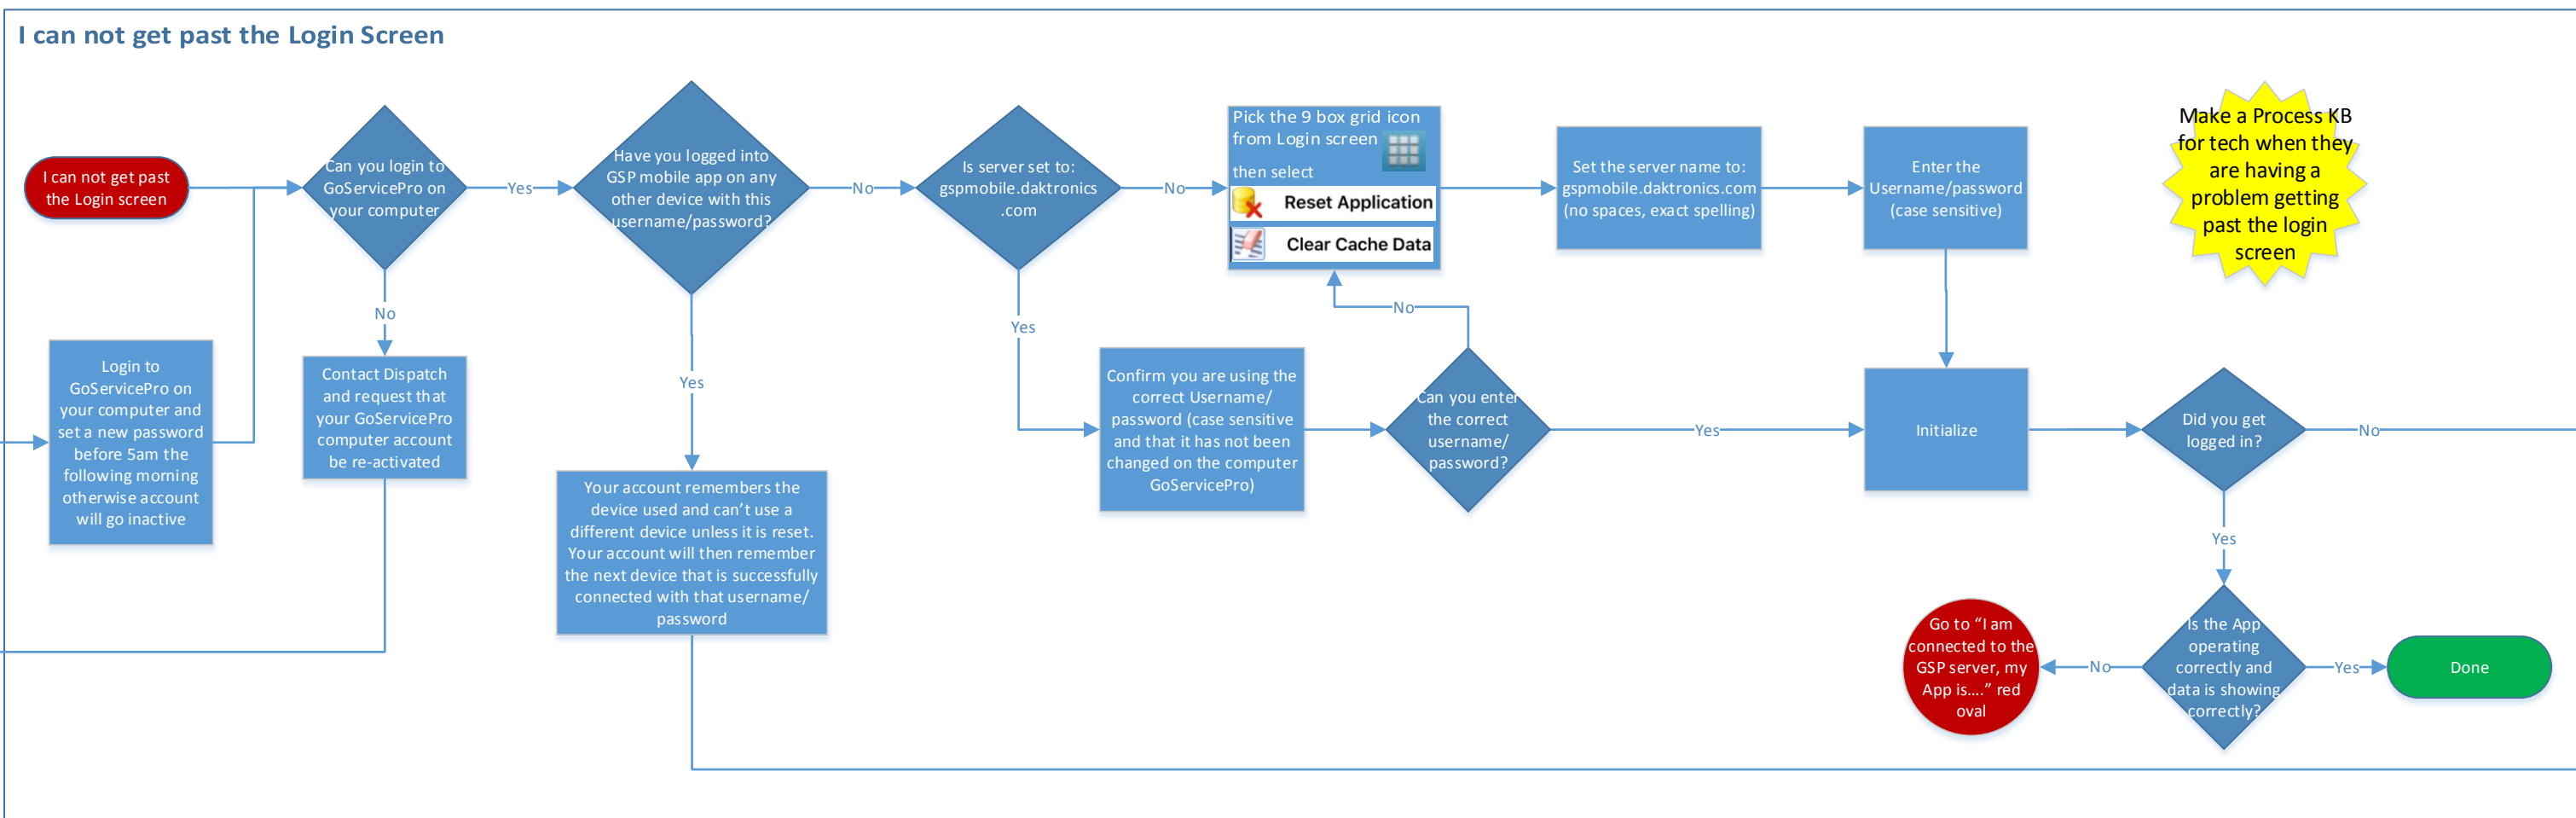 I can not get past the Login Screen
I can not get past
the Login screen
Can you login to
GoServicePro on
your computer
Yes
No
Login to
GoServicePro on
your computer and
set a new password
before 5am the
following morning
otherwise account
will go inactive
Contact Dispatch
and request that
your GoServicePro
computer account
be re-activated
Have you logged into
GSP mobile app on any
other device with this
username/password?
No
Yes
Your account remembers the
device used and can't use a
different device unless it is reset.
Your account will then remember
the next device that is successfully
connected with that username/
password
Is server set to:
gspmobile.daktronics
.com
No
Yes
Pick the 9 box grid icon
from Login screen
then select
Reset Application
Clear Cache Data
No
Confirm you are using the
correct Username/
password (case sensitive
and that it has not been
changed on the computer
GoServicePro)
Can you enter
the correct
username/
password?
Yes
Set the server name to:
gspmobile.daktronics.com
(no spaces, exact spelling)
Enter the
Username/password
(case sensitive)
Initialize
Make a Process KB
for tech when they
are having a
problem getting
past the login
screen
Did you get
logged in?
No
Yes
Is the App
operating
correctly and
data is showing
correctly?
No
Go to “I am
connected to the
GSP server, my
App is....” red
oval
Yes
Done